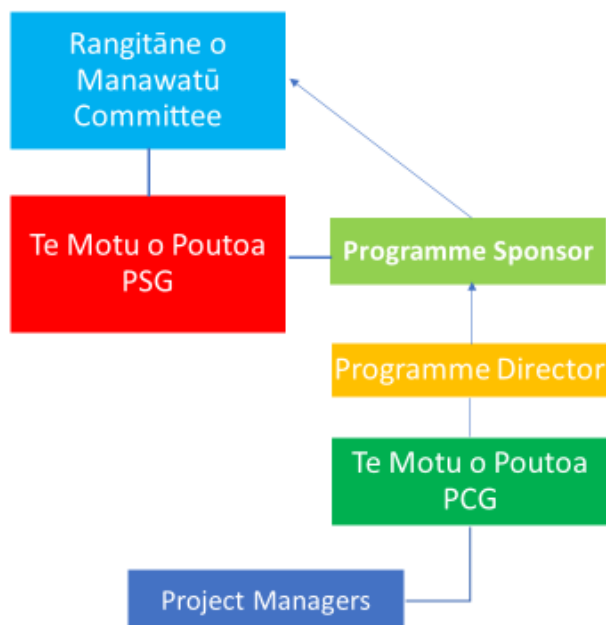 Rangitāne o
Manawatū
Committee
Te Motu o Poutoa
PSG
Programme Sponsor
Programme Director
Te Motu o Poutoa
PCG
Project Managers